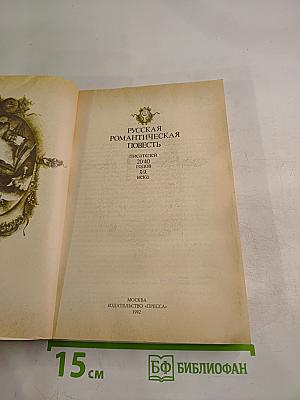 РУССКАЯ
РОМАНТИЧЕСКАЯ
ПОВЕСТЬ
ПИСАТЕЛЕЙ
20-40
ГОДОВ
XIX
ВЕКА
МОСКВА
ИЗДАТЕЛЬСТВО «ПРЕССА»
1992
15 см
БФ БИБЛИОФАН